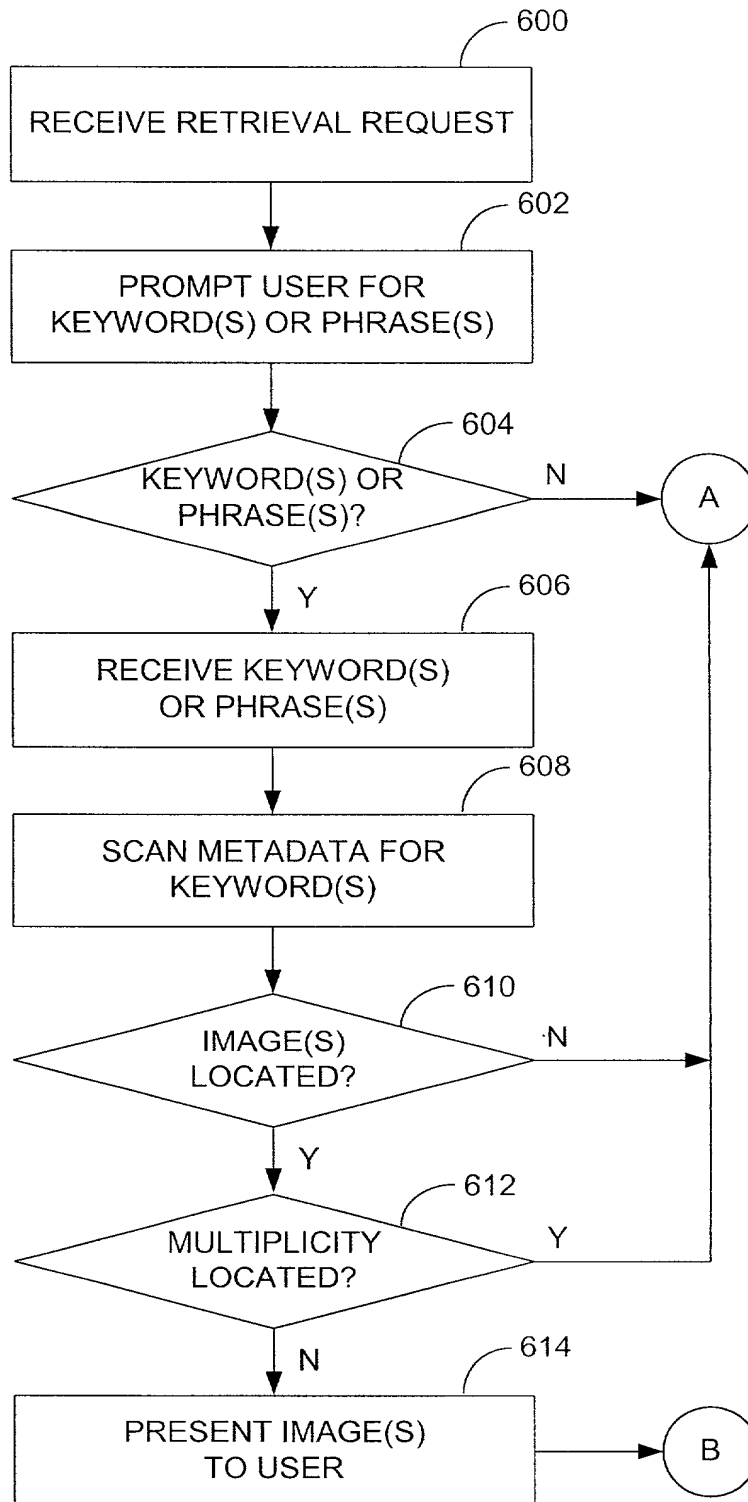 600
RECEIVE RETRIEVAL REQUEST
602
PROMPT USER FOR
KEYWORD(S) OR PHRASE(S)
604
KEYWORD(S) OR
PHRASE(S)?
N
A
Y
606
RECEIVE KEYWORD(S)
OR PHRASE(S)
608
SCAN METADATA FOR
KEYWORD(S)
610
IMAGE(S)
LOCATED?
N
Y
612
MULTIPLICITY
LOCATED?
Y
N
614
PRESENT IMAGE(S)
TO USER
B